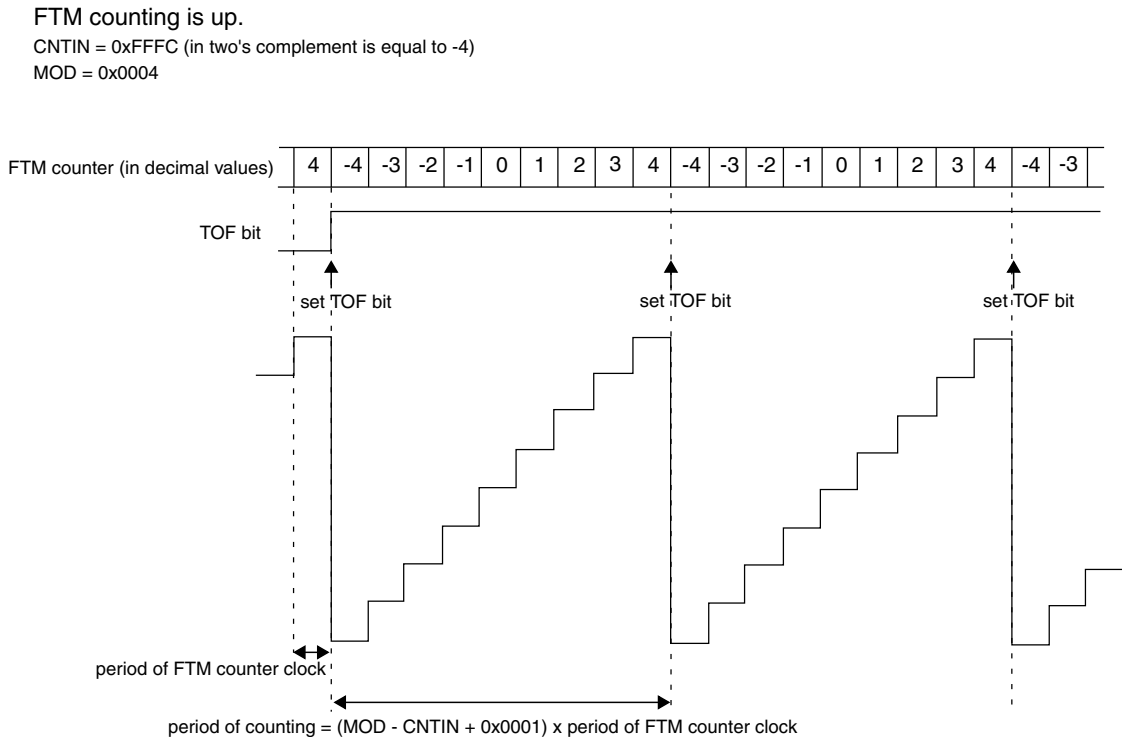 FTM counting is up.
CNTIN = 0xFFFC (in two's complement is equal to -4)
MOD = 0x0004
FTM counter (in decimal values) 4 -4 -3 -2 -1 0 1 2 3 4 -4 -3 -2 -1 0 1 2 3 4 -4 -3
TOF bit
set TOF bit set TOF bit set TOF bit
period of FTM counter clock
period of counting = (MOD - CNTIN + 0x0001) x period of FTM counter clock